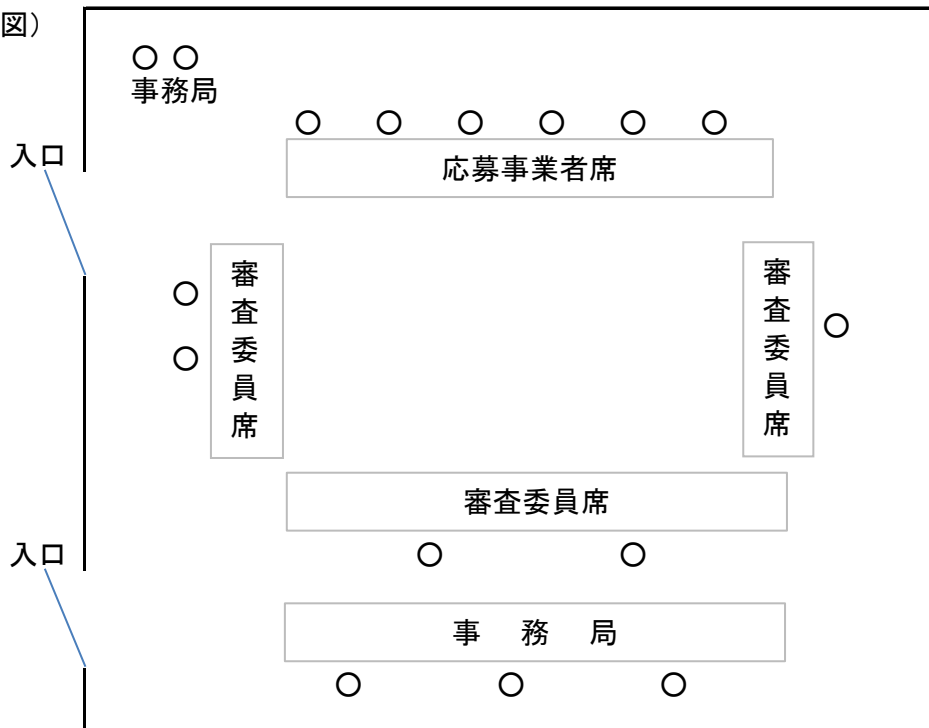 図）
○ ○
事務局
入口
○ ○ ○ ○ ○ ○
応募事業者席
審査委員席
○
○
審査委員席
○
審査委員席
○ ○
入口
事 務 局
○ ○ ○